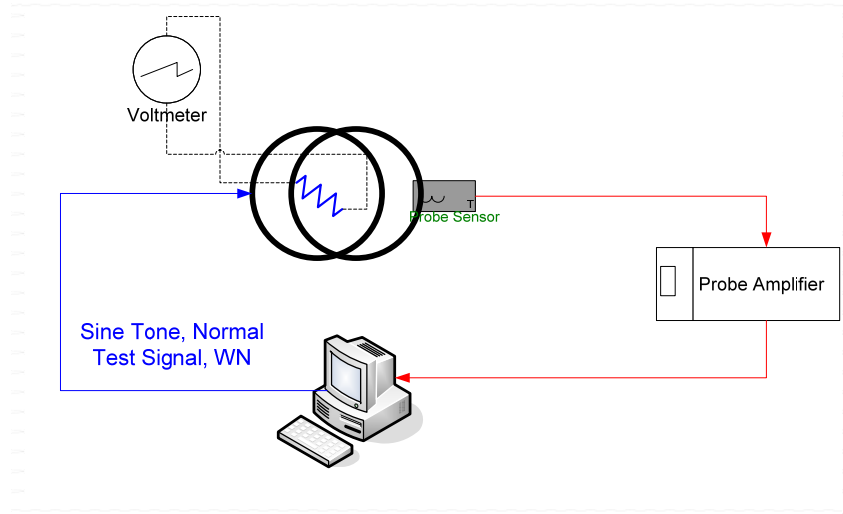 Voltmeter
T
Probe Sensor
Probe Amplifier
Sine Tone, Normal
Test Signal, WN